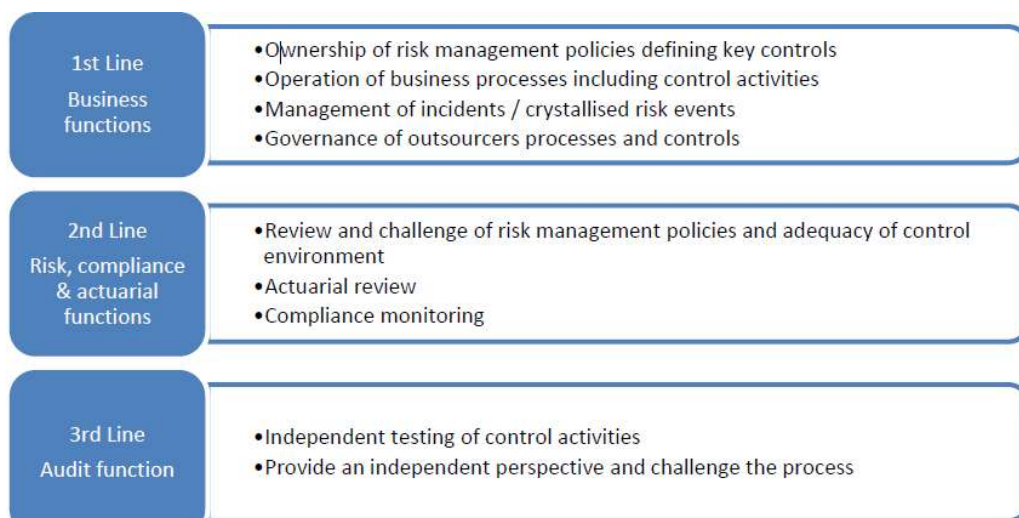 1st Line
Business
functions
•Ownership of risk management policies defining key controls
•Operation of business processes including control activities
•Management of incidents / crystallised risk events
•Governance of outsourcers processes and controls
2nd Line
Risk, compliance
& actuarial
functions
•Review and challenge of risk management policies and adequacy of control
environment
•Actuarial review
•Compliance monitoring
3rd Line
Audit function
•Independent testing of control activities
•Provide an independent perspective and challenge the process